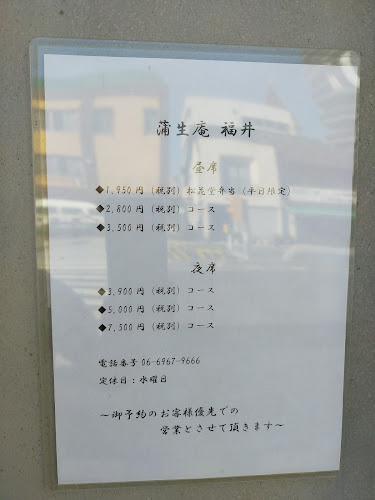 蒲生庵 福井
昼席
◆1,950円（税別）松花堂弁当（平日限定）
◆2,800円（税別）コース
◆3,500円（税別）コース
夜席
◆3,900円（税別）コース
◆5,000円（税別）コース
◆7,500円（税別）コース
電話番号06-6967-9666
定休日：水曜日
～御予約のお客様優先での
営業とさせて頂きます～